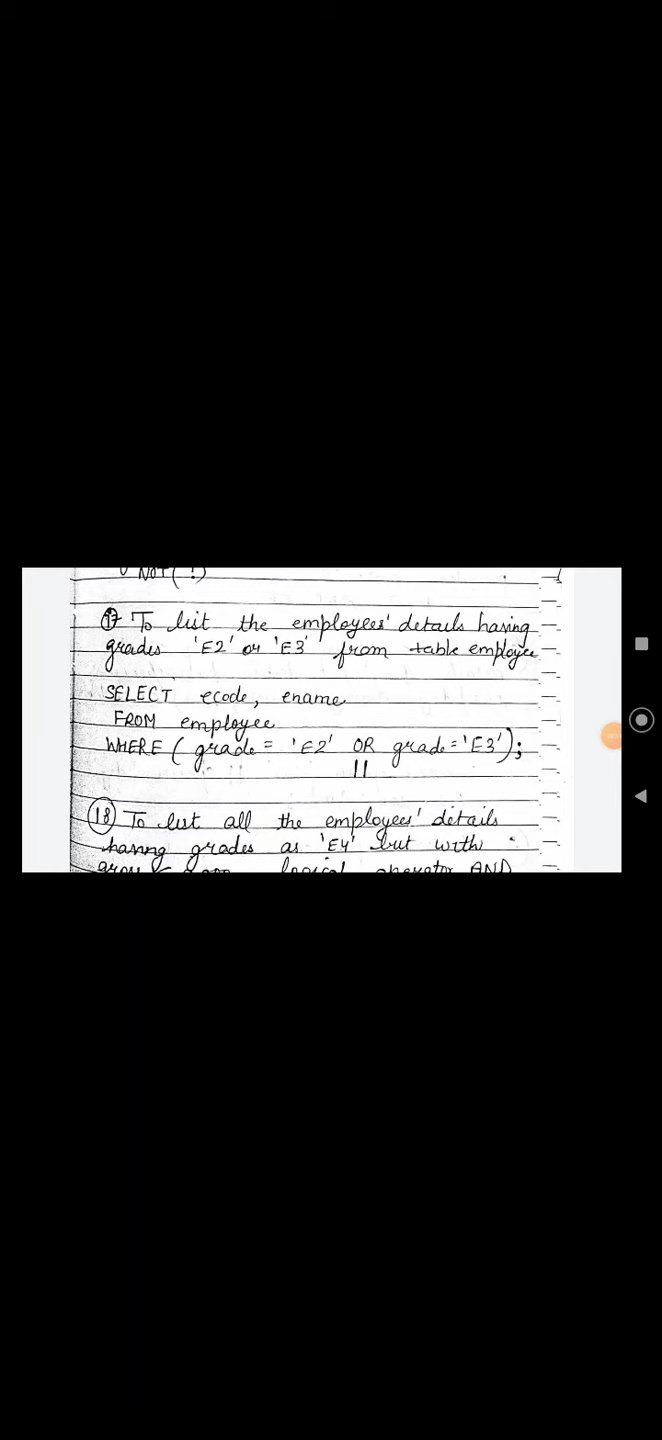 NOT ( ! )
17 To list the employees' details having
grades 'E2' or 'E3' from table employee
SELECT ecode, ename
FROM employee
WHERE ( grade = 'E2' OR grade = 'E3' );
||
18 To list all the employees' details
having grades as 'E4' but with
logical operator AND